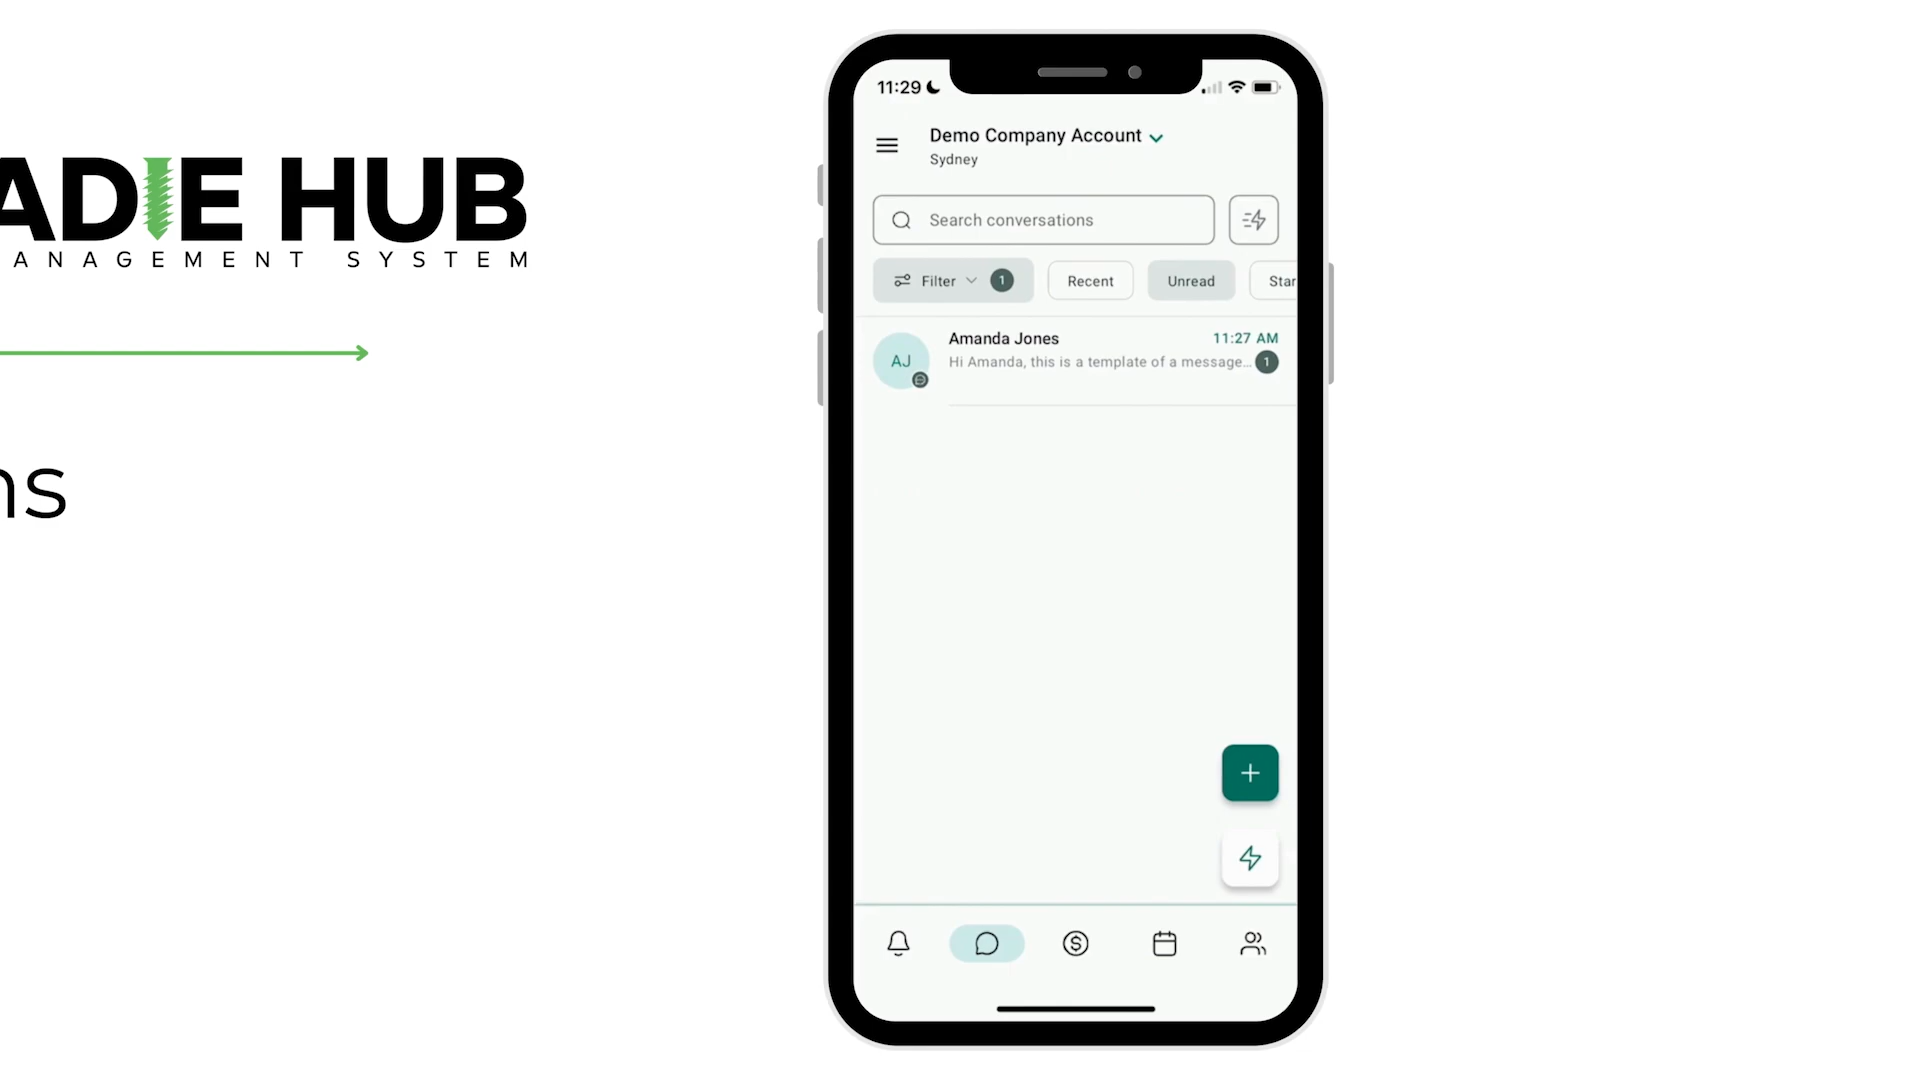 ADIE HUB
ANAGEMENT SYSTEM
ns
11:29
Demo Company Account
Sydney
Search conversations
Filter 1 Recent Unread Star
AJ Amanda Jones 11:27 AM
Hi Amanda, this is a template of a message... 1